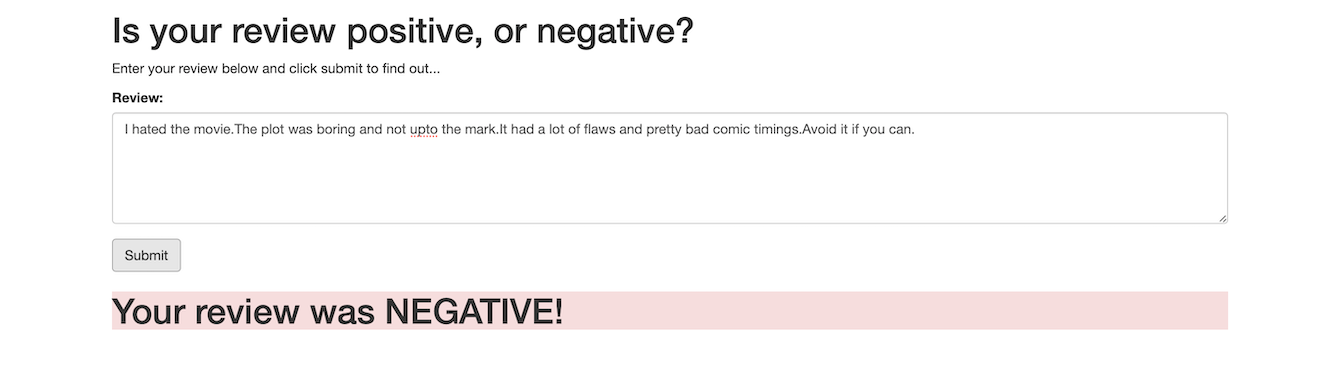 Is your review positive, or negative?
Enter your review below and click submit to find out...
Review:
I hated the movie.The plot was boring and not upto the mark.It had a lot of flaws and pretty bad comic timings.Avoid it if you can.
Submit
Your review was NEGATIVE!